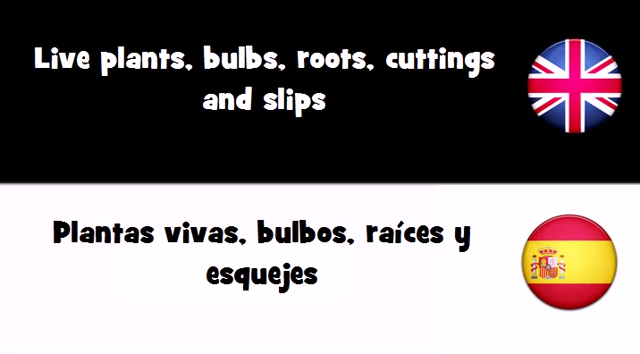 Live plants, bulbs, roots, cuttings
and slips
Plantas vivas, bulbos, raíces y
esquejes